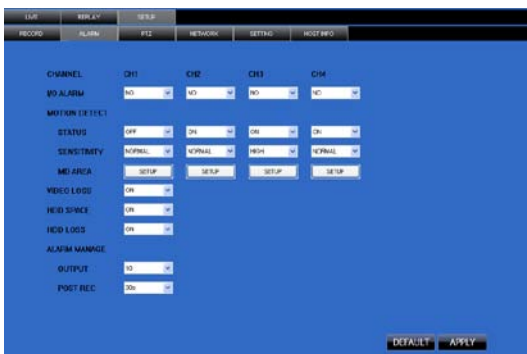 LIVE REPLAY SETUP
RECORD ALARM PTZ NETWORK SETTING HOST INFO
CHANNEL CH1 CH2 CH3 CH4
I/O ALARM NO NO NO NO
MOTION DETECT
STATUS OFF ON ON ON
SENSITIVITY NORMAL NORMAL HIGH NORMAL
MD AREA SETUP SETUP SETUP SETUP
VIDEO LOSS ON
HDD SPACE ON
HDD LOSS ON
ALARM MANAGE
OUTPUT 10
POST REC 30s
DEFAULT APPLY